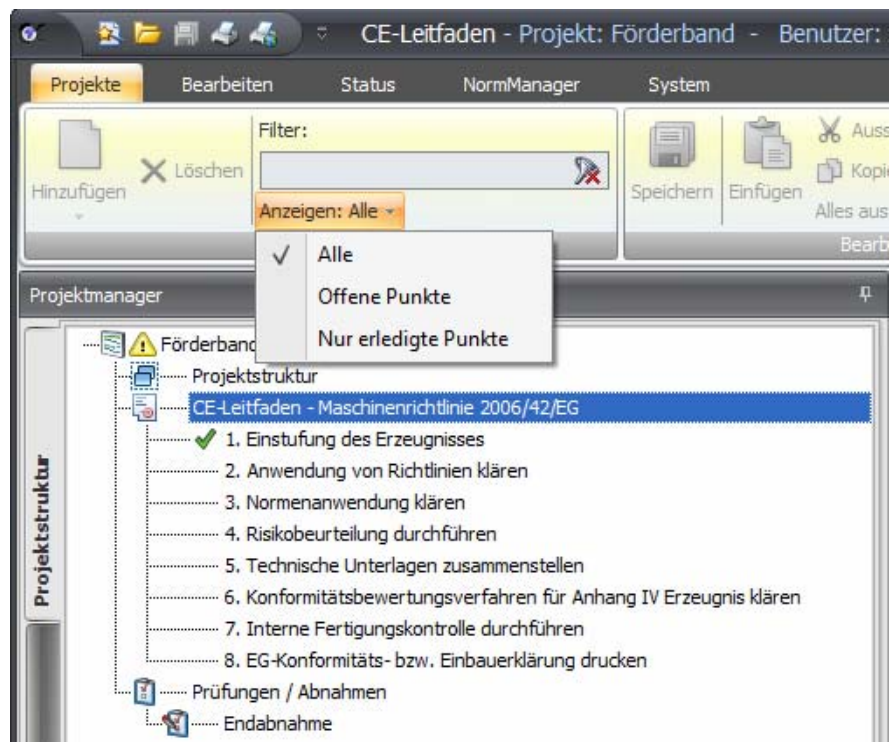 CE-Leitfaden - Projekt: Förderband - Benutzer:
Projekte Bearbeiten Status NormManager System
Filter:
Hinzufügen Löschen
Anzeigen: Alle
Speichern Einfügen
Alles aus
Alle
Offene Punkte
Nur erledigte Punkte
Projektmanager
Projektstruktur
Förderband
Projektstruktur
CE-Leitfaden - Maschinenrichtlinie 2006/42/EG
1. Einstufung des Erzeugnisses
2. Anwendung von Richtlinien klären
3. Normenanwendung klären
4. Risikobeurteilung durchführen
5. Technische Unterlagen zusammenstellen
6. Konformitätsbewertungsverfahren für Anhang IV Erzeugnis klären
7. Interne Fertigungskontrolle durchführen
8. EG-Konformitäts- bzw. Einbauerklärung drucken
Prüfungen / Abnahmen
Endabnahme